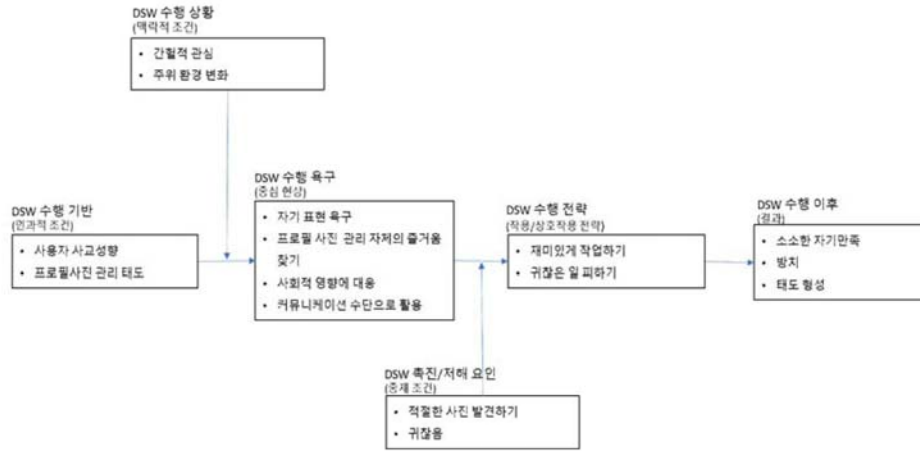 DSW 수행 상황
(맥락적 조건)
• 간헐적 관심
• 주위 환경 변화
DSW 수행 기반
(인과적 조건)
• 사용자 사교성향
• 프로필사진 관리 태도
DSW 수행 욕구
(중심 현상)
• 자기 표현 욕구
• 프로필 사진 관리 자체의 즐거움
찾기
• 사회적 영향에 대응
• 커뮤니케이션 수단으로 활용
DSW 수행 전략
(작용/상호작용 전략)
• 재미있게 작업하기
• 귀찮은 일 피하기
DSW 수행 이후
(결과)
• 소소한 자기만족
• 방치
• 태도 형성
DSW 촉진/저해 요인
(중재 조건)
• 적절한 사진 발견하기
• 귀찮음